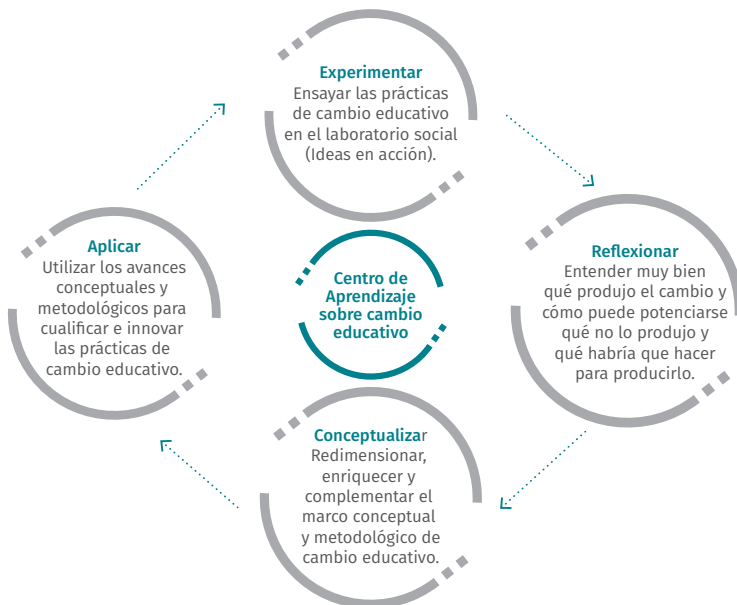 Experimentar
Ensayar las prácticas
de cambio educativo
en el laboratorio social
(Ideas en acción).
Aplicar
Utilizar los avances
conceptuales y
metodológicos para
cualificar e innovar
las prácticas de
cambio educativo.
Centro de
Aprendizaje
sobre cambio
educativo
Reflexionar
Entender muy bien
qué produjo el cambio y
cómo puede potenciarse
qué no lo produjo y
qué habría que hacer
para producirlo.
Conceptualizar
Redimensionar,
enriquecer y
complementar el
marco conceptual
y metodológico de
cambio educativo.